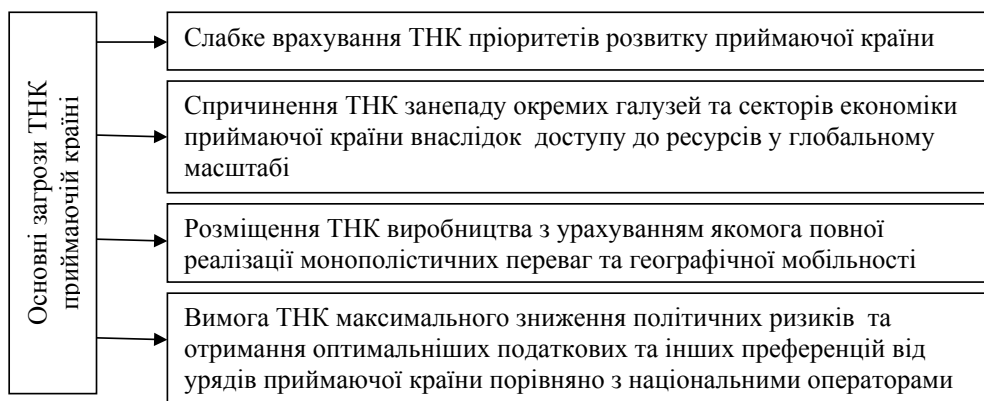 Основні загрози ТНК
приймаючій країні
Слабке врахування ТНК пріоритетів розвитку приймаючої країни
Спричинення ТНК занепаду окремих галузей та секторів економіки
приймаючої країни внаслідок доступу до ресурсів у глобальному
масштабі
Розміщення ТНК виробництва з урахуванням якомога повної
реалізації монополістичних переваг та географічної мобільності
Вимога ТНК максимального зниження політичних ризиків та
отримання оптимальніших податкових та інших преференцій від
урядів приймаючої країни порівняно з національними операторами